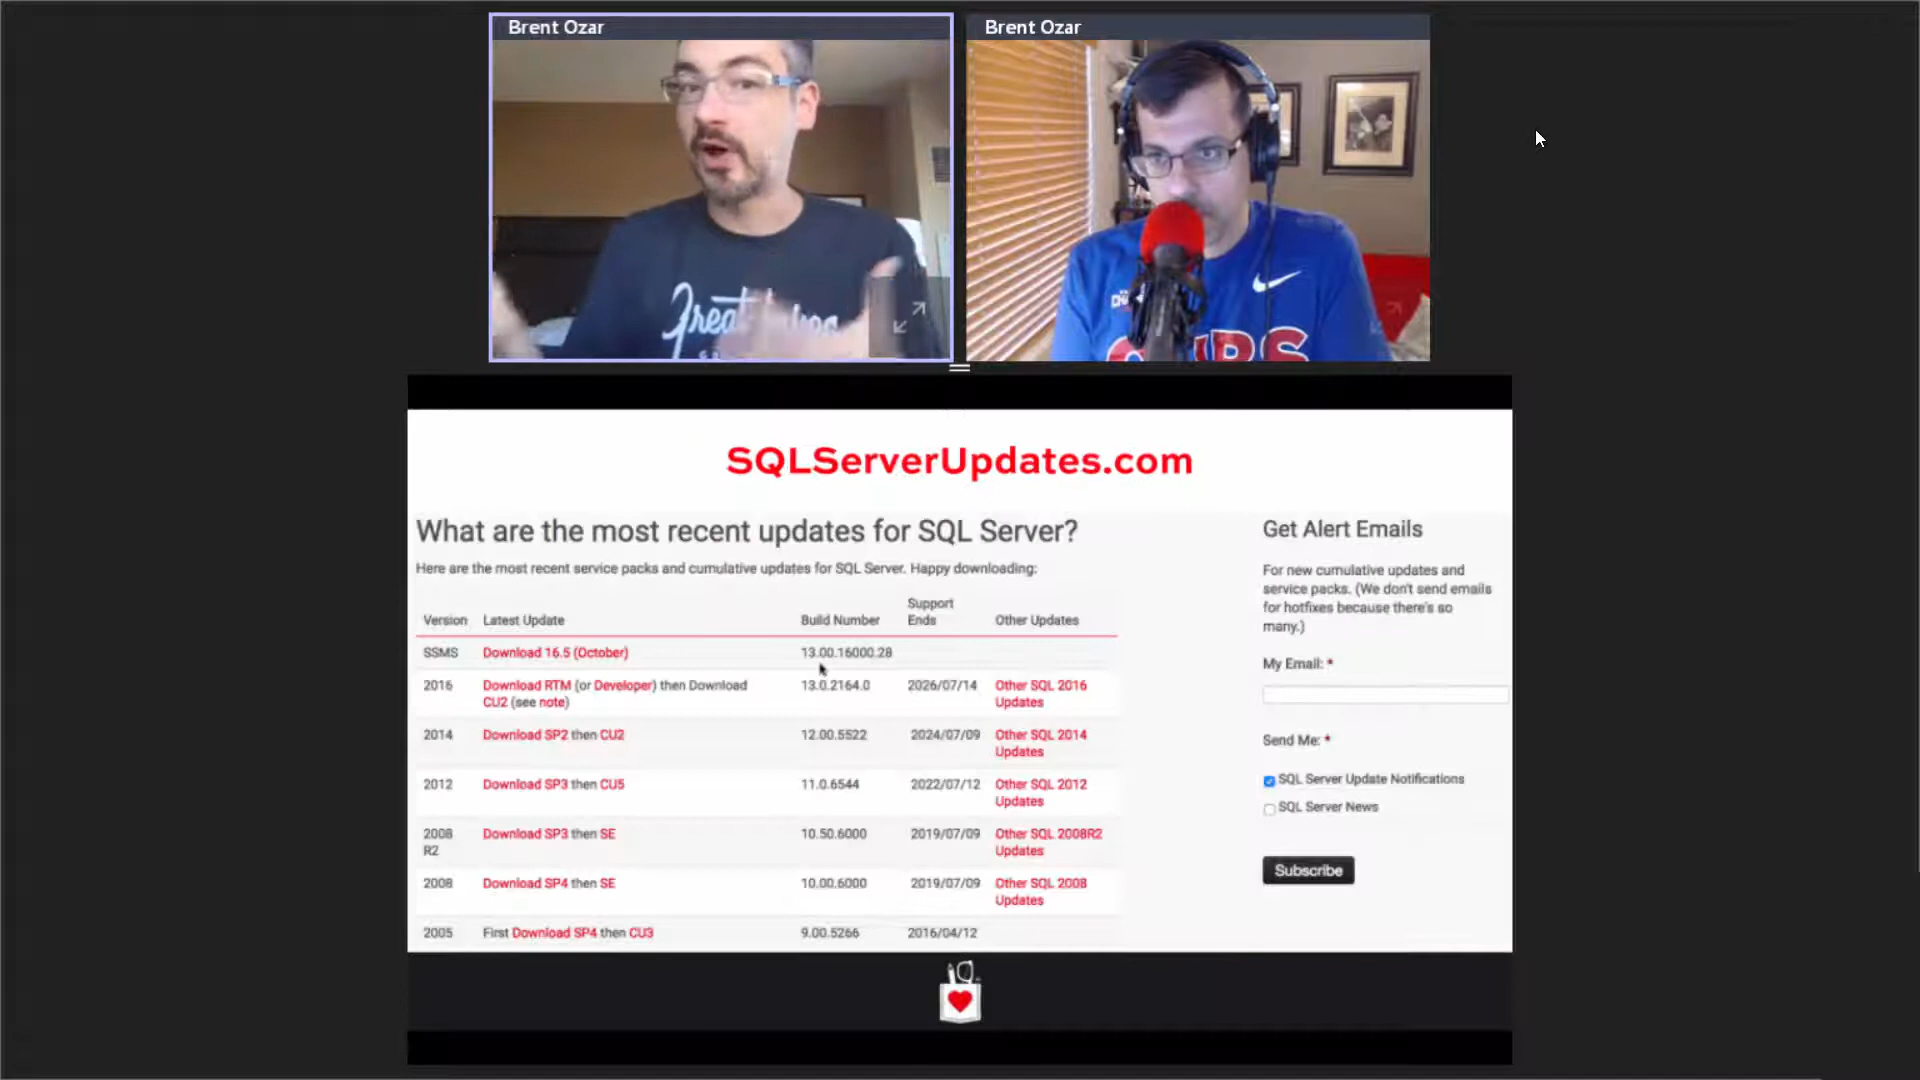 Brent Ozar
Brent Ozar
SQLServerUpdates.com
What are the most recent updates for SQL Server?
Here are the most recent service packs and cumulative updates for SQL Server. Happy downloading:
Version Latest Update Build Number Support Ends Other Updates
SSMS Download 16.5 (October) 13.00.16000.28
2016 Download RTM (or Developer) then Download 13.0.2164.0 2026/07/14 Other SQL 2016
CU2 (see note) Updates
2014 Download SP2 then CU2 12.00.5522 2024/07/09 Other SQL 2014
Updates
2012 Download SP3 then CU5 11.0.6544 2022/07/12 Other SQL 2012
Updates
2008 Download SP3 then SE 10.50.6000 2019/07/09 Other SQL 2008R2
R2 Updates
2008 Download SP4 then SE 10.00.6000 2019/07/09 Other SQL 2008
Updates
2005 First Download SP4 then CU3 9.00.5266 2016/04/12
Get Alert Emails
For new cumulative updates and
service packs. (We don't send emails
for hotfixes because there's so
many.)
My Email: *
Send Me: *
SQL Server Update Notifications
SQL Server News
Subscribe